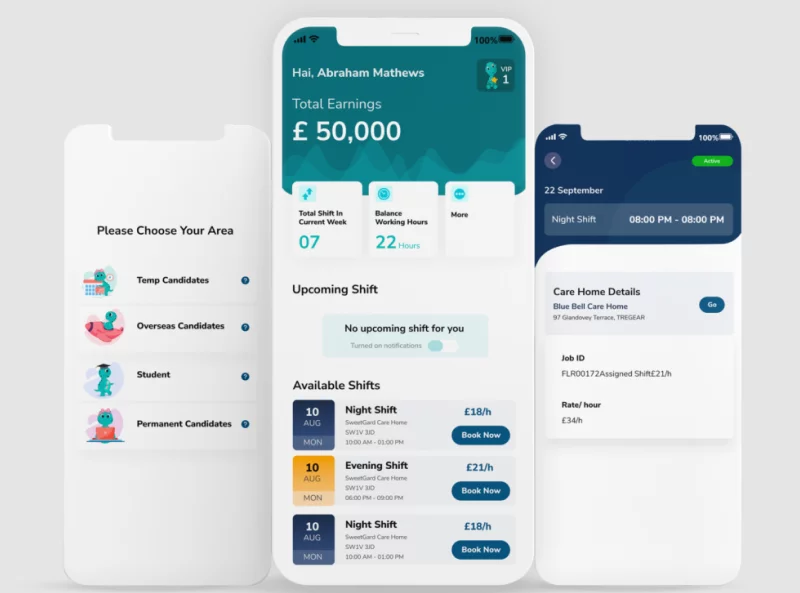 Please Choose Your Area
Temp Candidates
?
Overseas Candidates
?
Student
?
Permanent Candidates
?
100%
Hai, Abraham Mathews
VIP
1
Total Earnings
£ 50,000
Total Shift In
Current Week
07
Balance
Working Hours
22 Hours
More
Upcoming Shift
No upcoming shift for you
Turned on notifications
Available Shifts
10
AUG
MON
Night Shift
SweetGard Care Home
SW1V 3JD
10:00 AM - 01:00 PM
£18/h
Book Now
10
AUG
MON
Evening Shift
SweetGard Care Home
SW1V 3JD
06:00 PM - 09:00 PM
£21/h
Book Now
10
AUG
MON
Night Shift
SweetGard Care Home
SW1V 3JD
10:00 AM - 01:00 PM
£18/h
Book Now
100%
Active
22 September
Night Shift
08:00 PM - 08:00 PM
Care Home Details
Blue Bell Care Home
97 Glandovey Terrace, TREGEAR
Go
Job ID
FLR00172Assigned Shift£21/h
Rate/ hour
£34/h